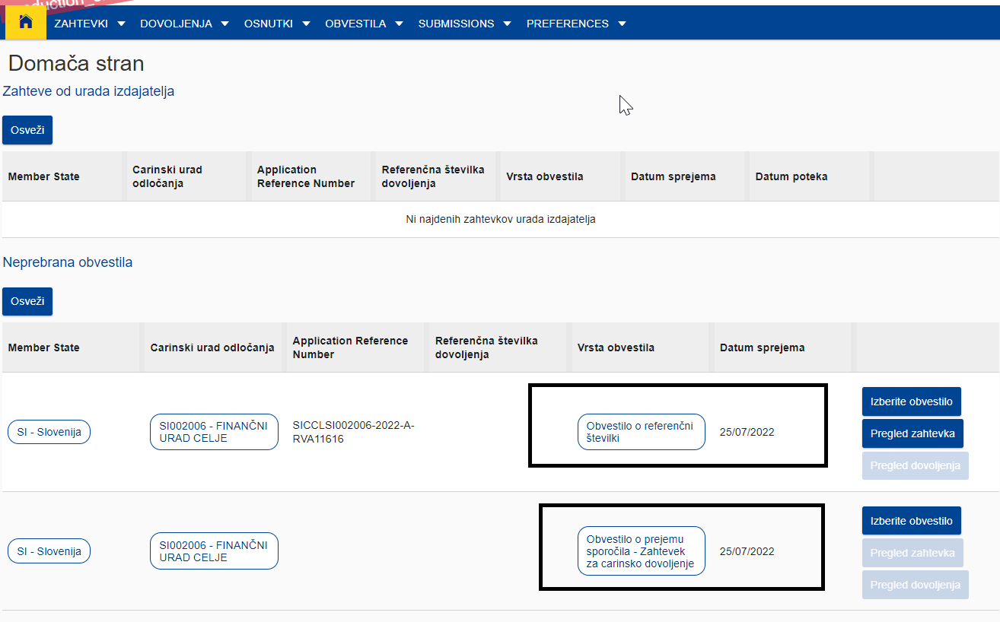 ZAHTEVKI DOVOLJENJA OSNUTKI OBVESTILA SUBMISSIONS PREFERENCES
Domača stran
Zahteve od urada izdajatelja
Osveži
Member State
Carinski urad
odločanja
Application
Reference Number
Referenčna številka
dovoljenja
Vrsta obvestila
Datum sprejema
Datum poteka
Ni najdenih zahtevkov urada izdajatelja
Neprebrana obvestila
Osveži
Member State
Carinski urad odločanja
Application Reference
Number
Referenčna številka
dovoljenja
Vrsta obvestila
Datum sprejema
SI - Slovenija
SI002006 - FINANČNI
URAD CELJE
SICCLSI002006-2022-A-
RVA11616
Obvestilo o referenčni
številki
25/07/2022
Izberite obvestilo
Pregled zahtevka
Pregled dovoljenja
SI - Slovenija
SI002006 - FINANČNI
URAD CELJE
Obvestilo o prejemu
sporočila - Zahtevek
za carinsko dovoljenje
25/07/2022
Izberite obvestilo
Pregled zahtevka
Pregled dovoljenja